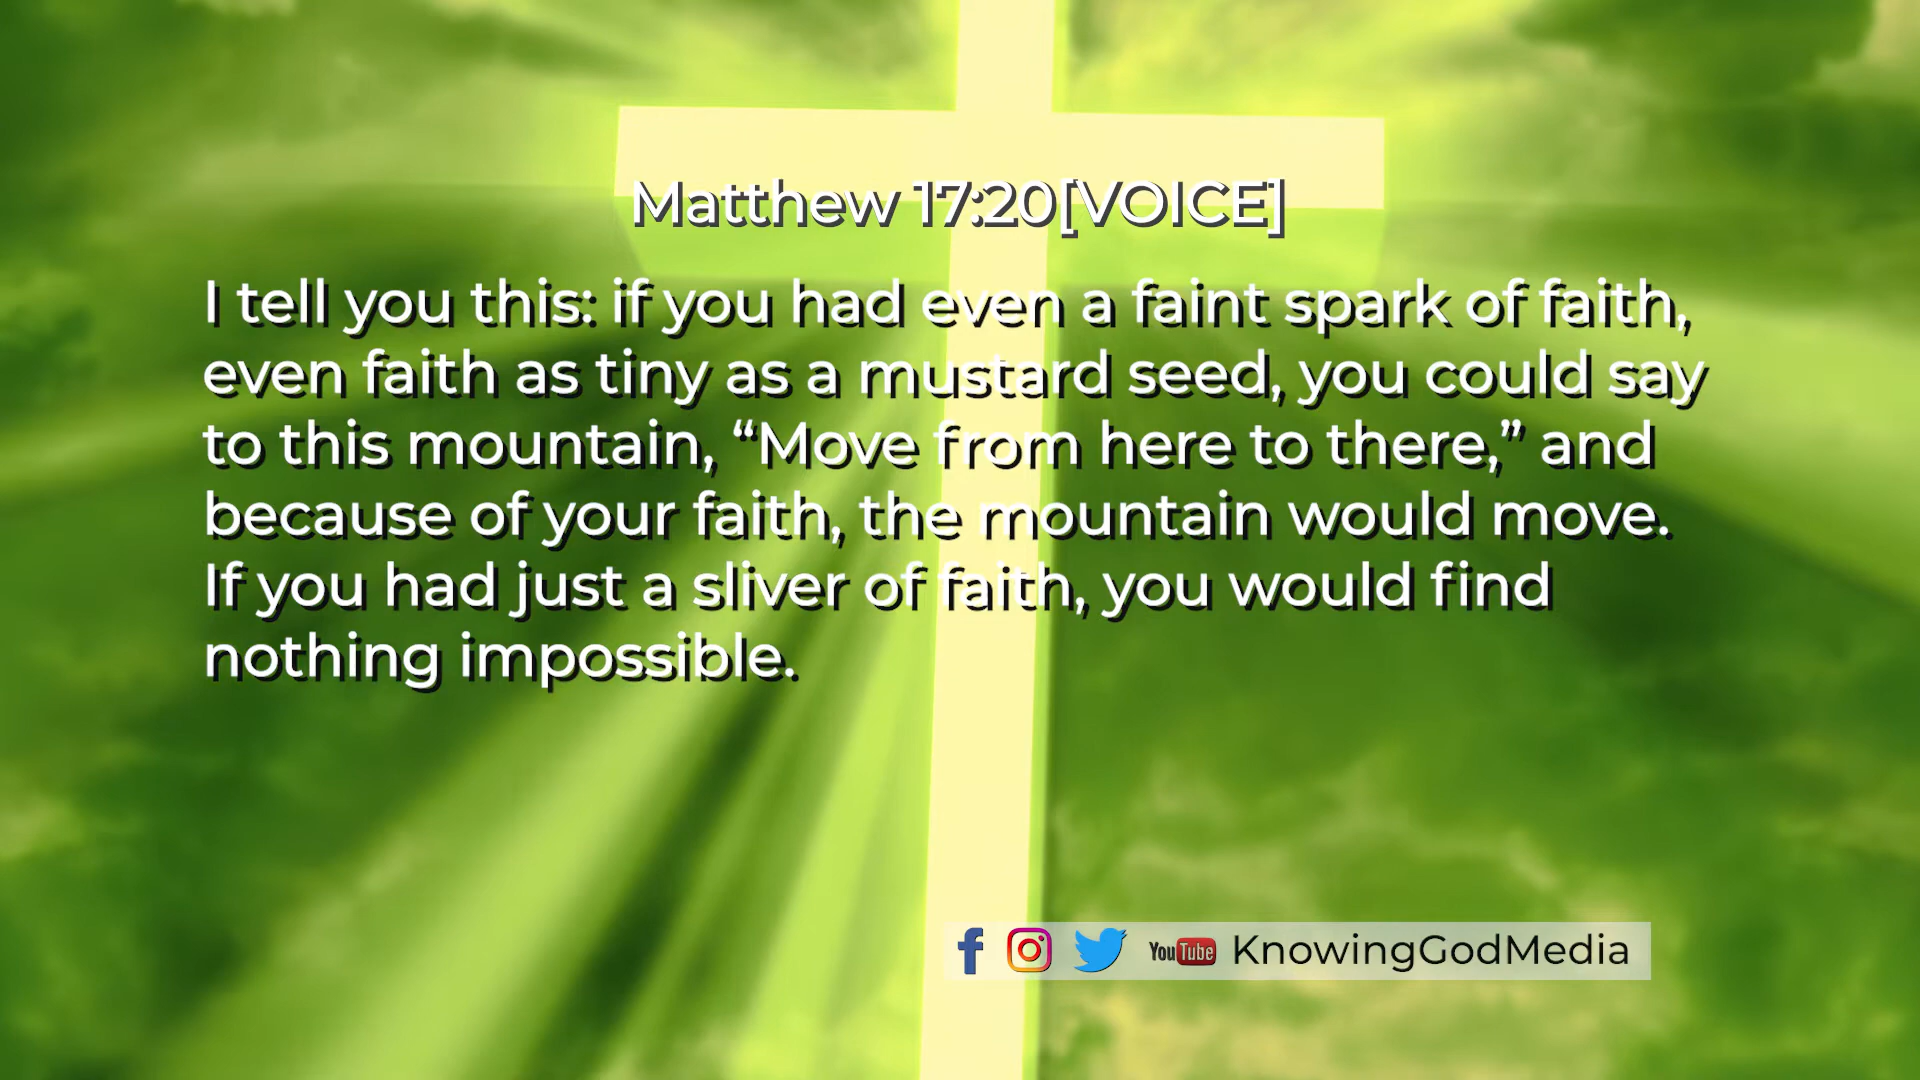 Matthew 17:20[VOICE]
I tell you this: if you had even a faint spark of faith,
even faith as tiny as a mustard seed, you could say
to this mountain, “Move from here to there,” and
because of your faith, the mountain would move.
If you had just a sliver of faith, you would find
nothing impossible.
f YouTube KnowingGodMedia